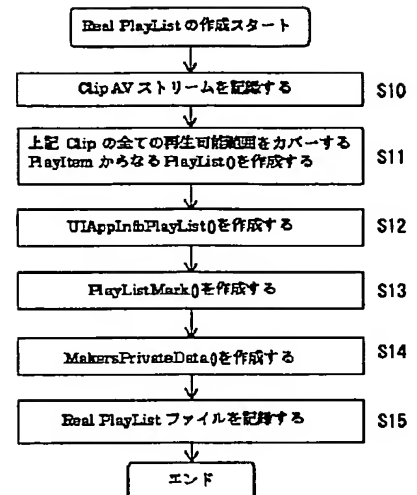 Real PlayList の作成スタート
Clip AV ストリームを記録する
S10
上記 Clip の全ての再生可能範囲をカバーする
PlayItem からなる PlayList()を作成する
S11
UIAppInfoPlayList()を作成する
S12
PlayListMark()を作成する
S13
MakersPrivateData()を作成する
S14
Real PlayList ファイルを記録する
S15
エンド